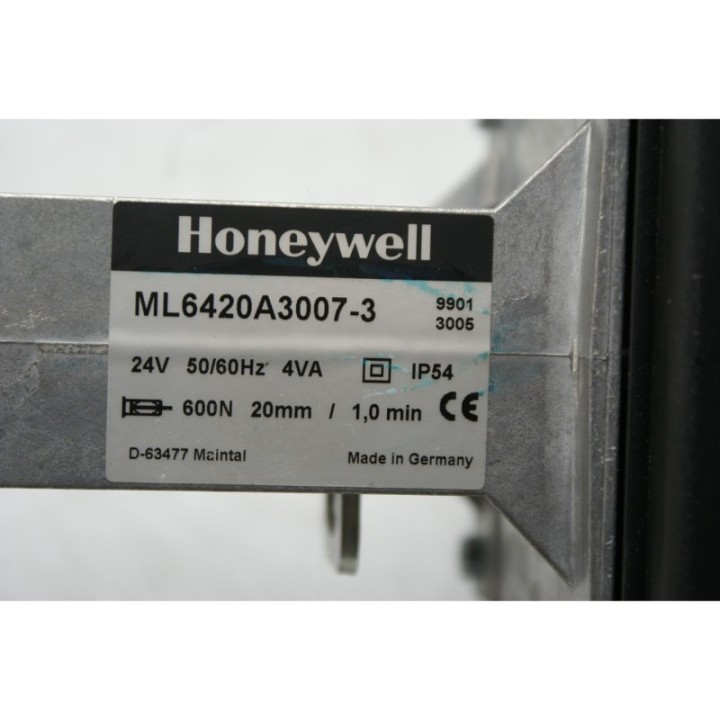 Honeywell
ML6420A3007-3 9901
3005
24V 50/60Hz 4VA IP54
600N 20mm / 1,0 min CE
D-63477 Maintal Made in Germany